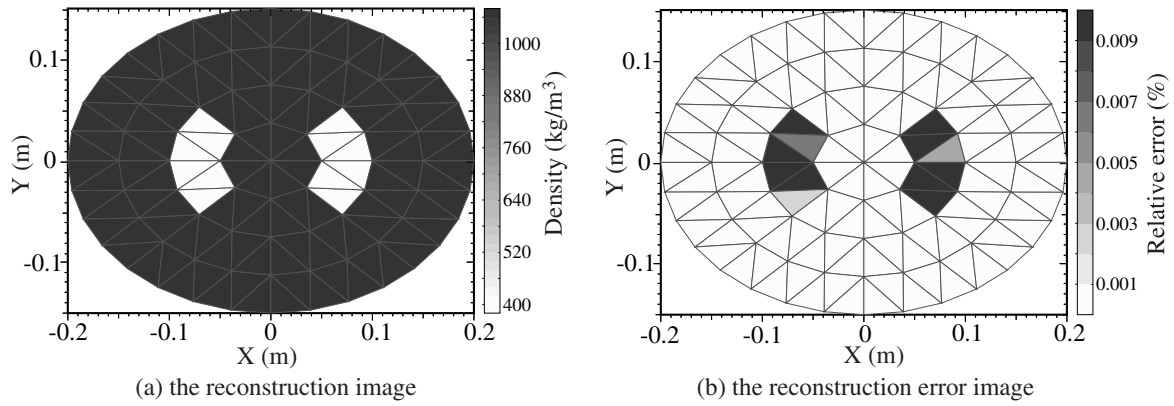 0.1
0
-0.1
Y (m)
-0.2 -0.1 0 0.1 0.2
X (m)
1000
880
760
640
520
400
Density (kg/m³)
(a) the reconstruction image
0.1
0
-0.1
Y (m)
-0.2 -0.1 0 0.1 0.2
X (m)
0.009
0.007
0.005
0.003
0.001
Relative error (%)
(b) the reconstruction error image